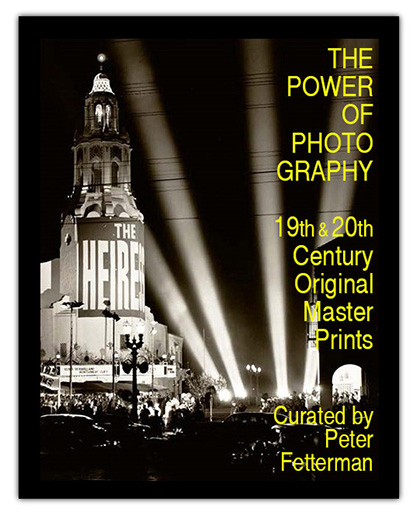 THE
POWER
OF
PHOTO
GRAPHY
19th & 20th
Century
Original
Master
Prints
Curated by
Peter
Fetterman
THE
HEIRE